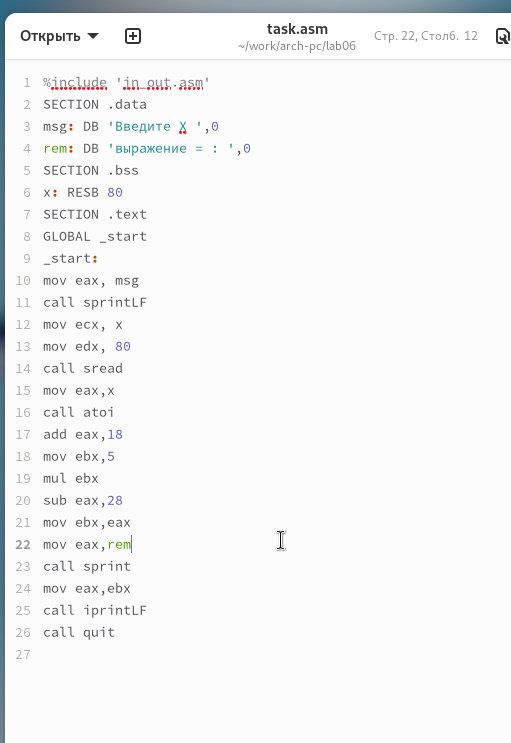 Открыть
task.asm
~/work/arch-pc/lab06
Стр. 22, Столб. 12
1 %include 'in_out.asm'
2 SECTION .data
3 msg: DB 'Введите X ',0
4 rem: DB 'выражение = : ',0
5 SECTION .bss
6 x: RESB 80
7 SECTION .text
8 GLOBAL _start
9 _start:
10 mov eax, msg
11 call sprintLF
12 mov ecx, x
13 mov edx, 80
14 call sread
15 mov eax,x
16 call atoi
17 add eax,18
18 mov ebx,5
19 mul ebx
20 sub eax,28
21 mov ebx,eax
22 mov eax,rem
23 call sprint
24 mov eax,ebx
25 call iprintLF
26 call quit
27